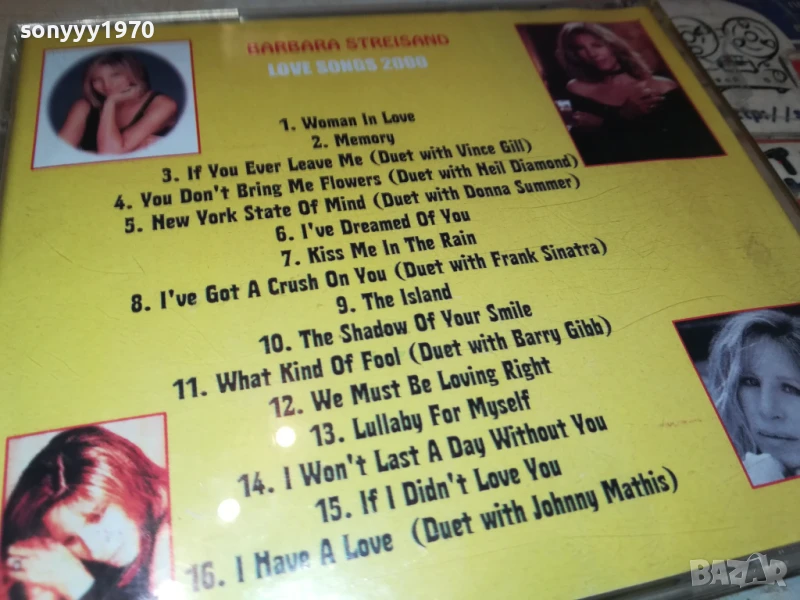 sonyyy1970
BARBARA STREISAND
LOVE SONGS 2000
1. Woman In Love
2. Memory
3. If You Ever Leave Me (Duet with Vince Gill)
4. You Don't Bring Me Flowers (Duet with Neil Diamond)
5. New York State Of Mind (Duet with Donna Summer)
6. I've Dreamed Of You
7. Kiss Me In The Rain
8. I've Got A Crush On You (Duet with Frank Sinatra)
9. The Island
10. The Shadow Of Your Smile
11. What Kind Of Fool (Duet with Barry Gibb)
12. We Must Be Loving Right
13. Lullaby For Myself
14. I Won't Last A Day Without You
15. If I Didn't Love You
16. I Have A Love (Duet with Johnny Mathis)
BAZAR